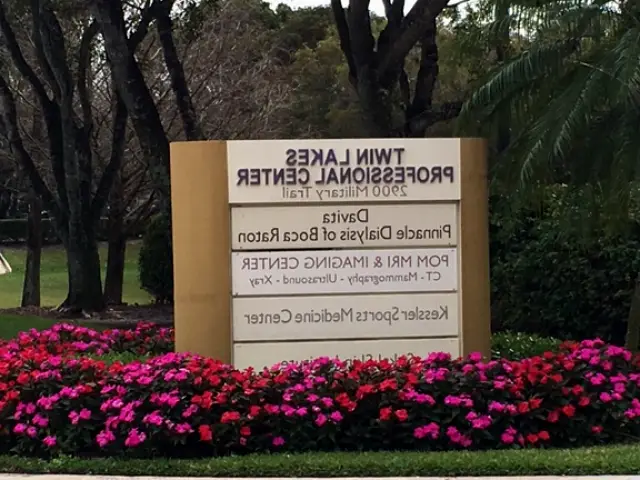 TWIN LAKES
PROFESSIONAL CENTER
2900 Military Trail
Davita
Pinnacle Dialysis of Boca Raton
POM MRI & IMAGING CENTER
CT - Mammography - Ultrasound - Xray
Kessler Sports Medicine Center